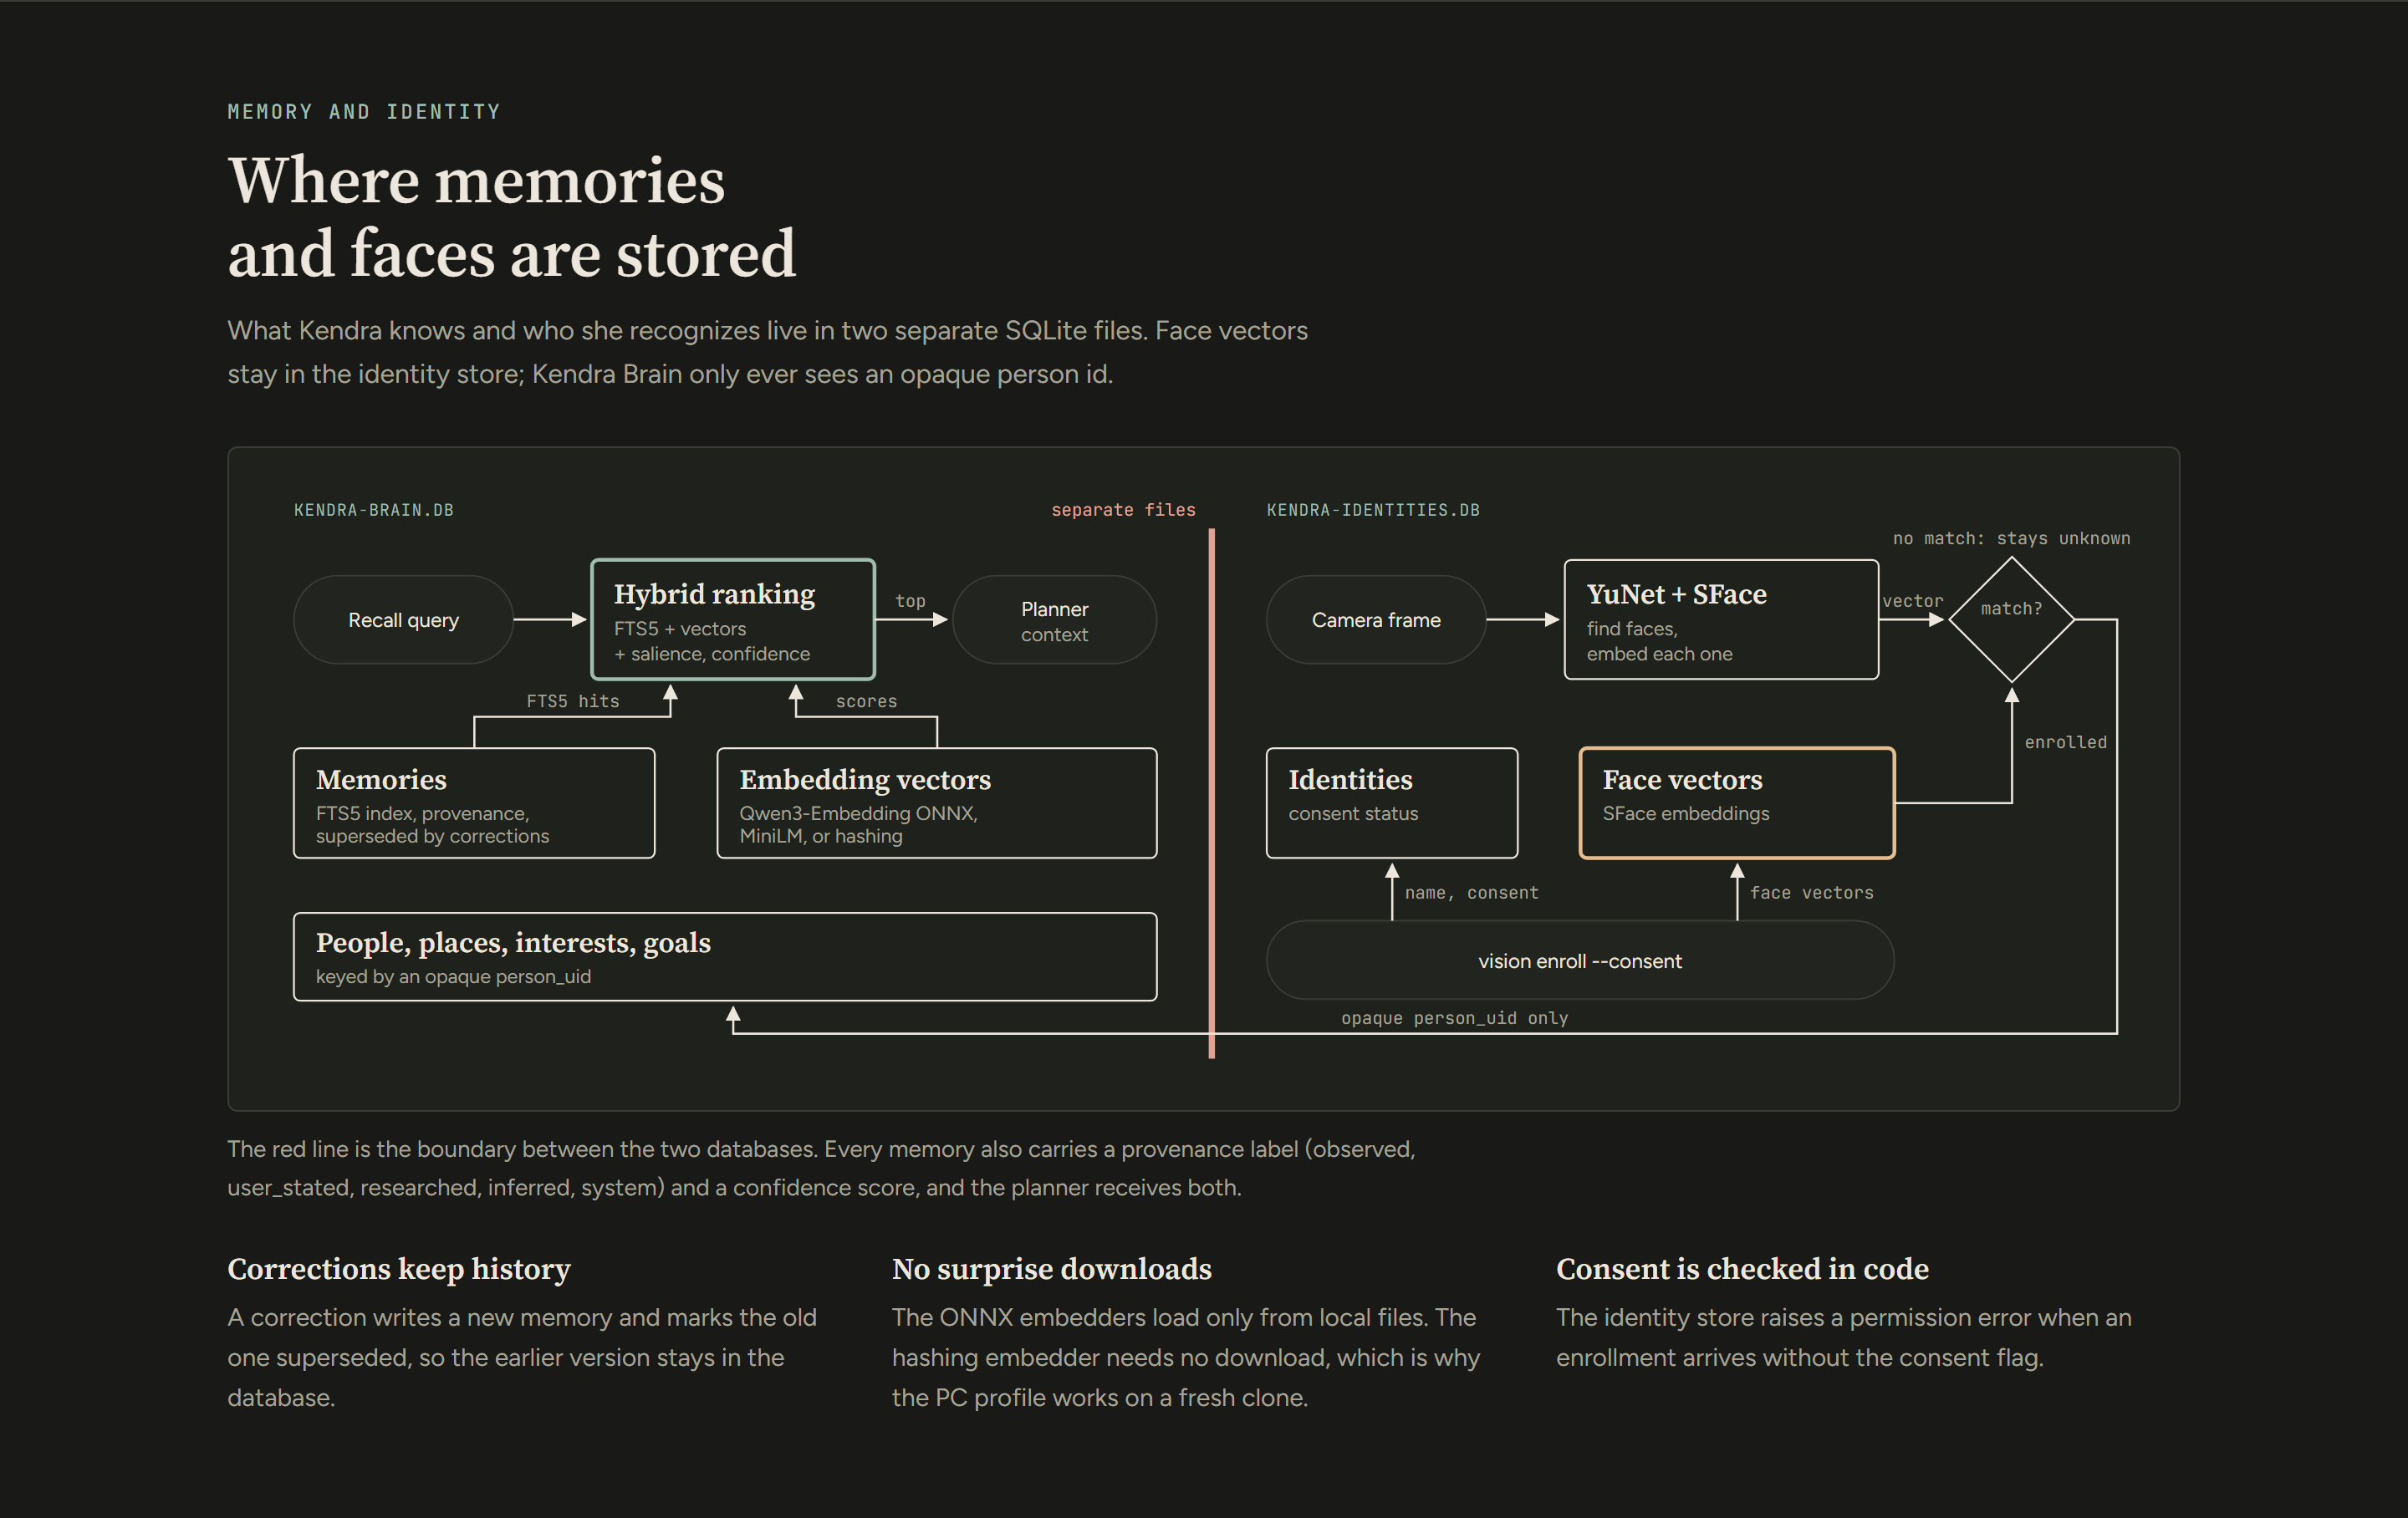 MEMORY AND IDENTITY
Where memories
and faces are stored
What Kendra knows and who she recognizes live in two separate SQLite files. Face vectors
stay in the identity store; Kendra Brain only ever sees an opaque person id.
KENDRA-BRAIN.DB
separate files
Recall query
Hybrid ranking
FTS5 + vectors
+ salience, confidence
top
Planner
context
FTS5 hits
scores
Memories
FTS5 index, provenance,
superseded by corrections
Embedding vectors
Qwen3-Embedding ONNX,
MiniLM, or hashing
People, places, interests, goals
keyed by an opaque person_uid
KENDRA-IDENTITIES.DB
no match: stays unknown
Camera frame
YuNet + SFace
find faces,
embed each one
vector
match?
enrolled
Identities
consent status
Face vectors
SFace embeddings
name, consent
face vectors
vision enroll --consent
opaque person_uid only
The red line is the boundary between the two databases. Every memory also carries a provenance label (observed,
user_stated, researched, inferred, system) and a confidence score, and the planner receives both.
Corrections keep history
A correction writes a new memory and marks the old
one superseded, so the earlier version stays in the
database.
No surprise downloads
The ONNX embedders load only from local files. The
hashing embedder needs no download, which is why
the PC profile works on a fresh clone.
Consent is checked in code
The identity store raises a permission error when an
enrollment arrives without the consent flag.